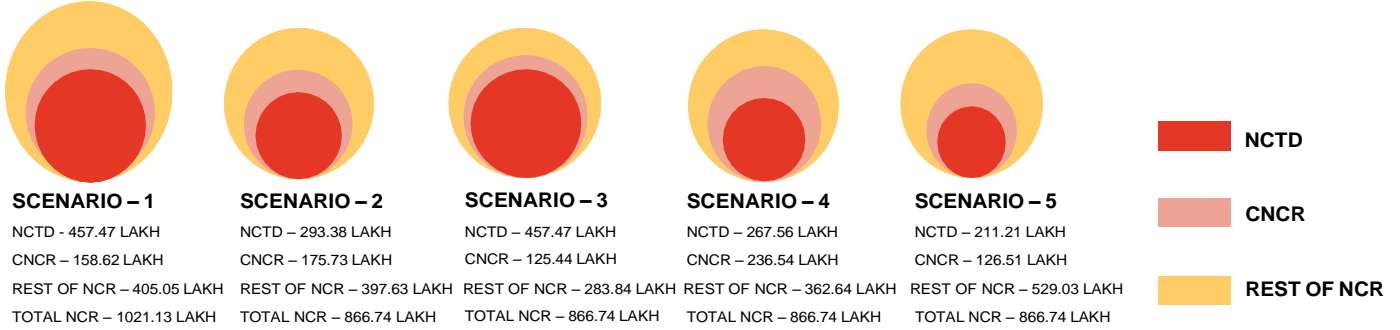 SCENARIO – 1
NCTD - 457.47 LAKH
CNCR – 158.62 LAKH
REST OF NCR – 405.05 LAKH
TOTAL NCR – 1021.13 LAKH
SCENARIO – 2
NCTD – 293.38 LAKH
CNCR – 175.73 LAKH
REST OF NCR – 397.63 LAKH
TOTAL NCR – 866.74 LAKH
SCENARIO – 3
NCTD – 457.47 LAKH
CNCR – 125.44 LAKH
REST OF NCR – 283.84 LAKH
TOTAL NCR – 866.74 LAKH
SCENARIO – 4
NCTD – 267.56 LAKH
CNCR – 236.54 LAKH
REST OF NCR – 362.64 LAKH
TOTAL NCR – 866.74 LAKH
SCENARIO – 5
NCTD – 211.21 LAKH
CNCR – 126.51 LAKH
REST OF NCR – 529.03 LAKH
TOTAL NCR – 866.74 LAKH
NCTD
CNCR
REST OF NCR